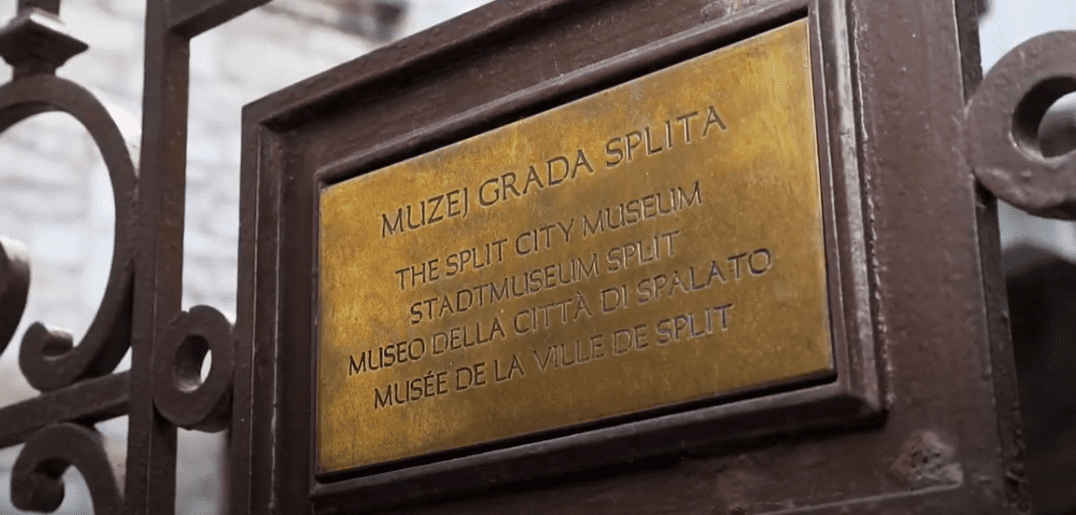 MUZEJ GRADA SPLITA
THE SPLIT CITY MUSEUM
STADTMUSEUM SPLIT
MUSEO DELLA CITTÀ DI SPALATO
MUSÉE DE LA VILLE DE SPLIT